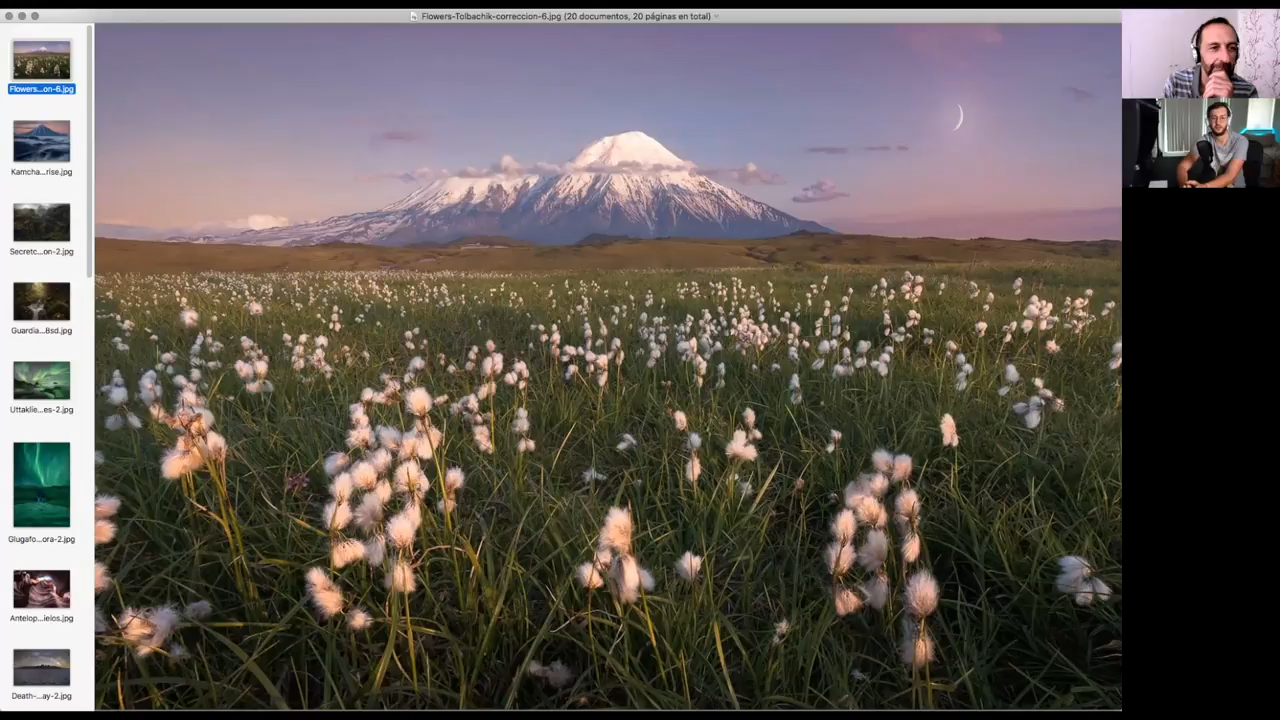 Flowers-Tolbachik-correccion-6.jpg (20 documentos, 20 páginas en total)
Flowers...on-6.jpg
Kamcha...rise.jpg
Secretc...on-2.jpg
Guardia...8sd.jpg
Uttaklie...es-2.jpg
Glugafo...ora-2.jpg
Antelop...ielos.jpg
Death-...ay-2.jpg